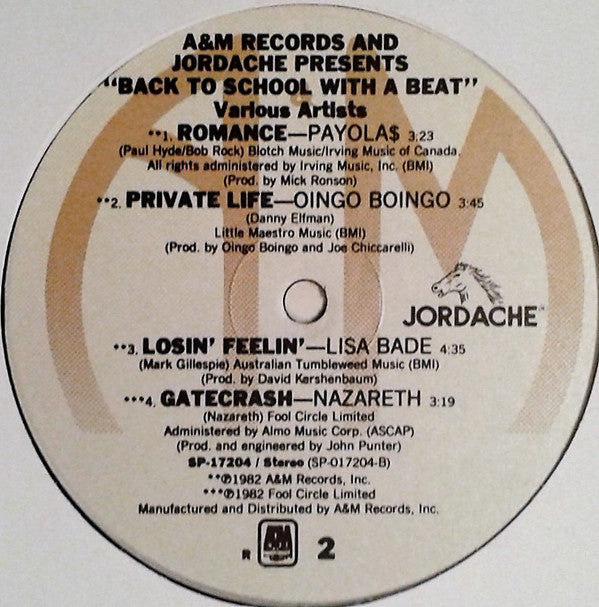 A&M RECORDS AND
JORDACHE PRESENTS
"BACK TO SCHOOL WITH A BEAT"
Various Artists
**1. ROMANCE—PAYOLA$ 3:23
(Paul Hyde/Bob Rock) Blotch Music/Irving Music of Canada.
All rights administered by Irving Music, Inc. (BMI)
(Prod. by Mick Ronson)
**2. PRIVATE LIFE—OINGO BOINGO 3:45
(Danny Elfman)
Little Maestro Music (BMI)
(Prod. by Oingo Boingo and Joe Chiccarelli)
JORDACHE™
**3. LOSIN' FEELIN'—LISA BADE 4:35
(Mark Gillespie) Australian Tumbleweed Music (BMI)
(Prod. by David Kershenbaum)
***4. GATECRASH—NAZARETH 3:19
(Nazareth) Fool Circle Limited
Administered by Almo Music Corp. (ASCAP)
(Prod. and engineered by John Punter)
SP-17204 / Stereo (SP-017204-B)
**℗1982 A&M Records, Inc.
***℗1982 Fool Circle Limited
Manufactured and Distributed by A&M Records, Inc.
R A&M 2